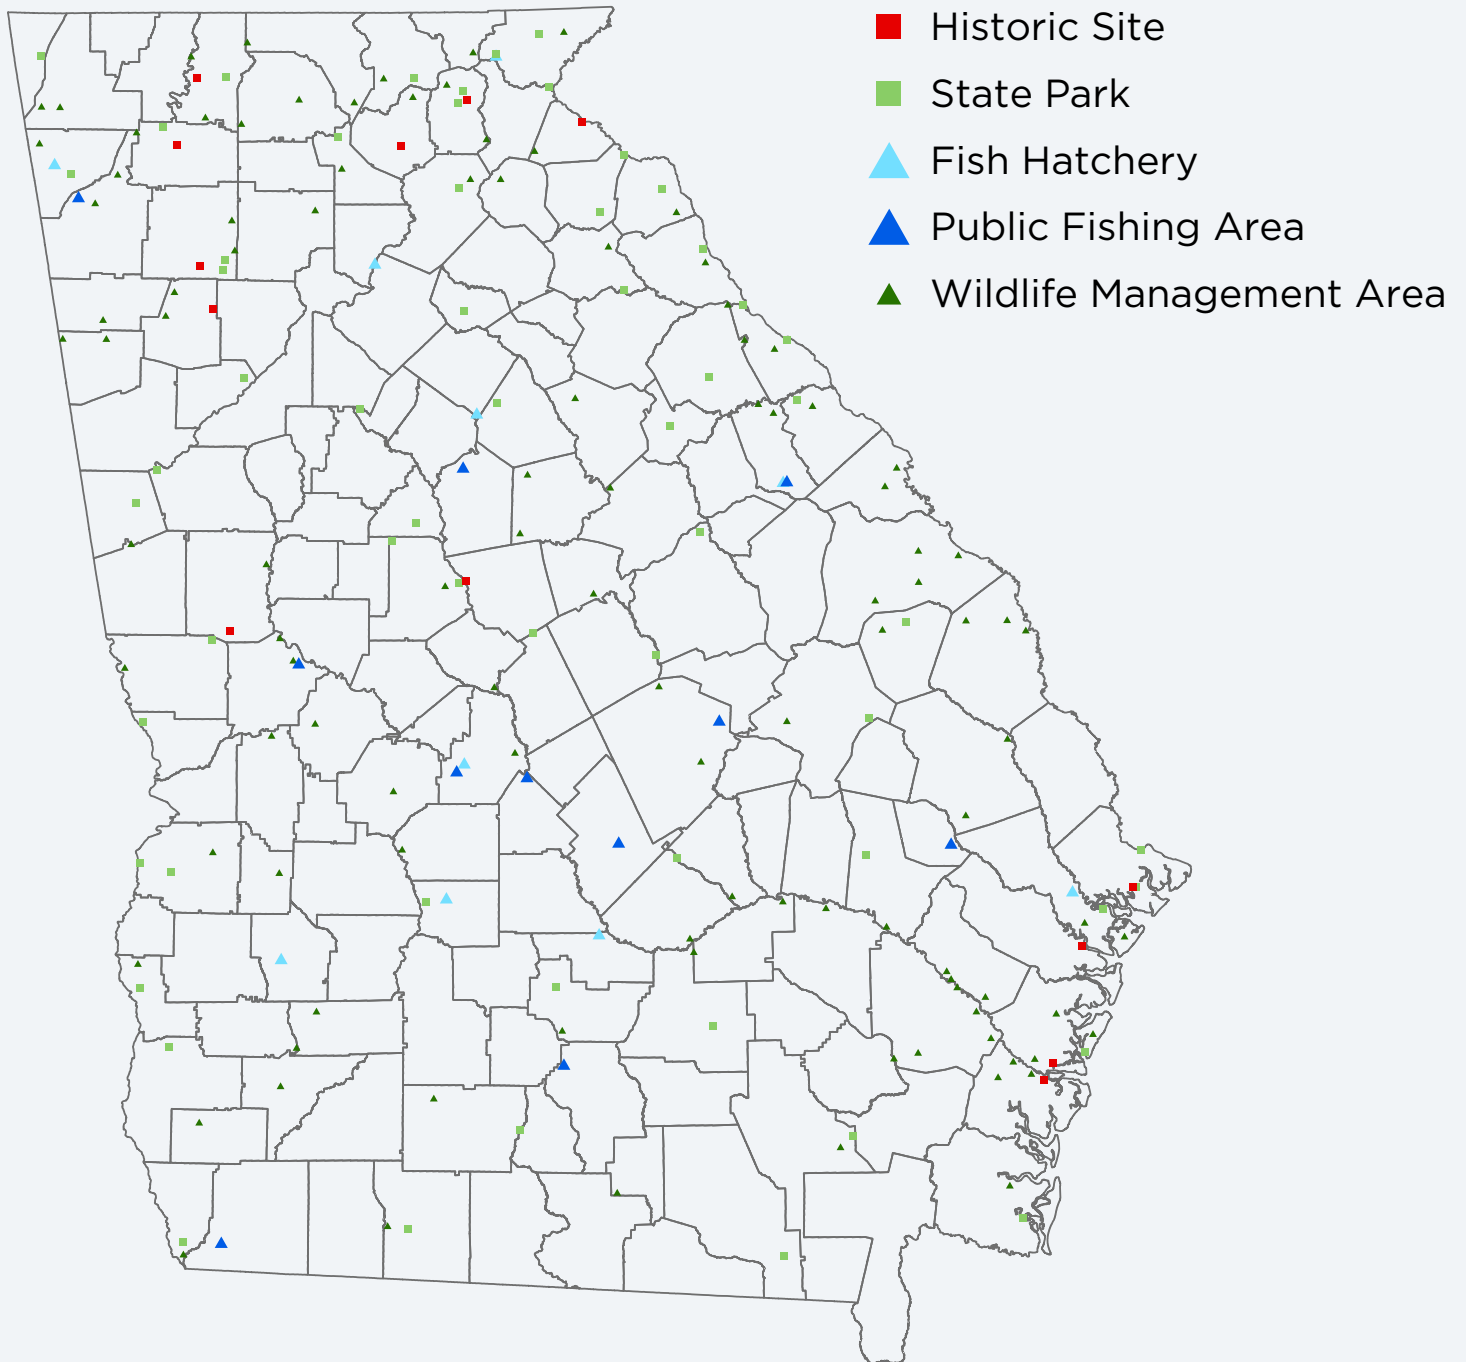 Historic Site
State Park
Fish Hatchery
Public Fishing Area
Wildlife Management Area